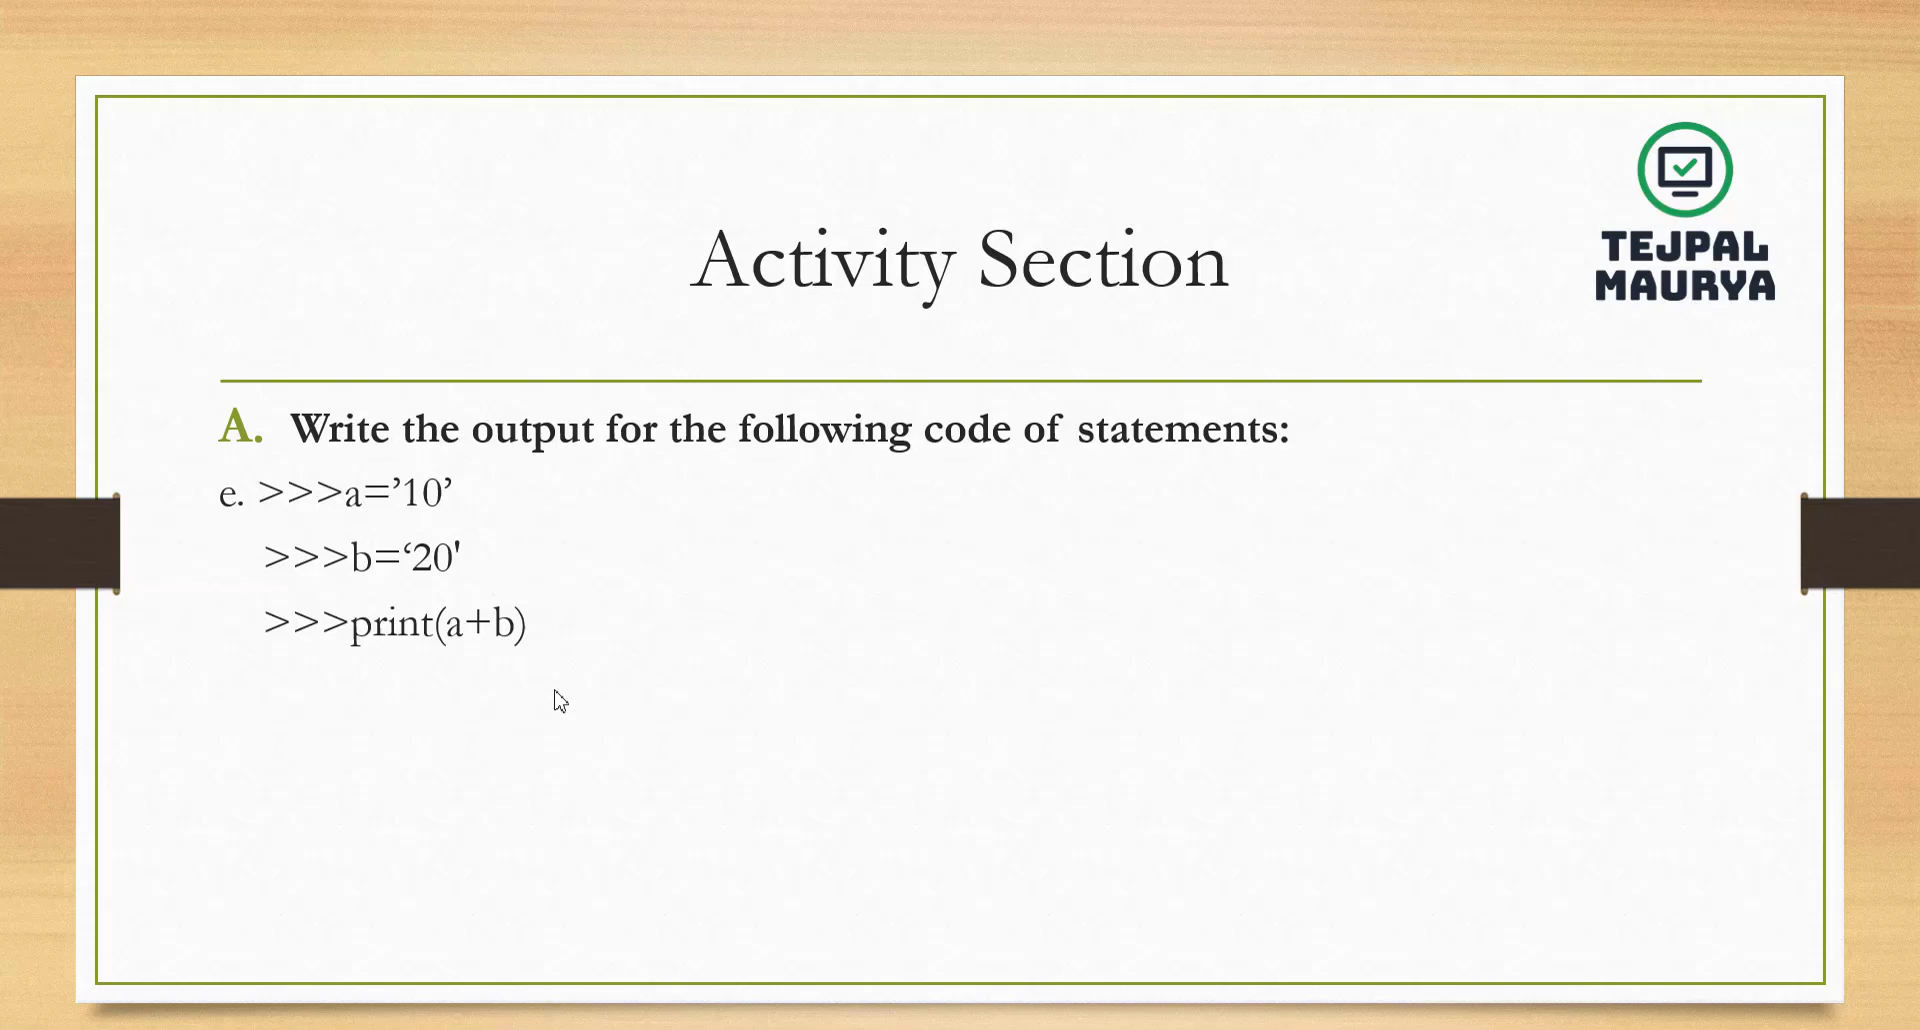 TEJPAL
MAURYA
Activity Section
A. Write the output for the following code of statements:
e. >>>a=’10’
>>>b=‘20'
>>>print(a+b)